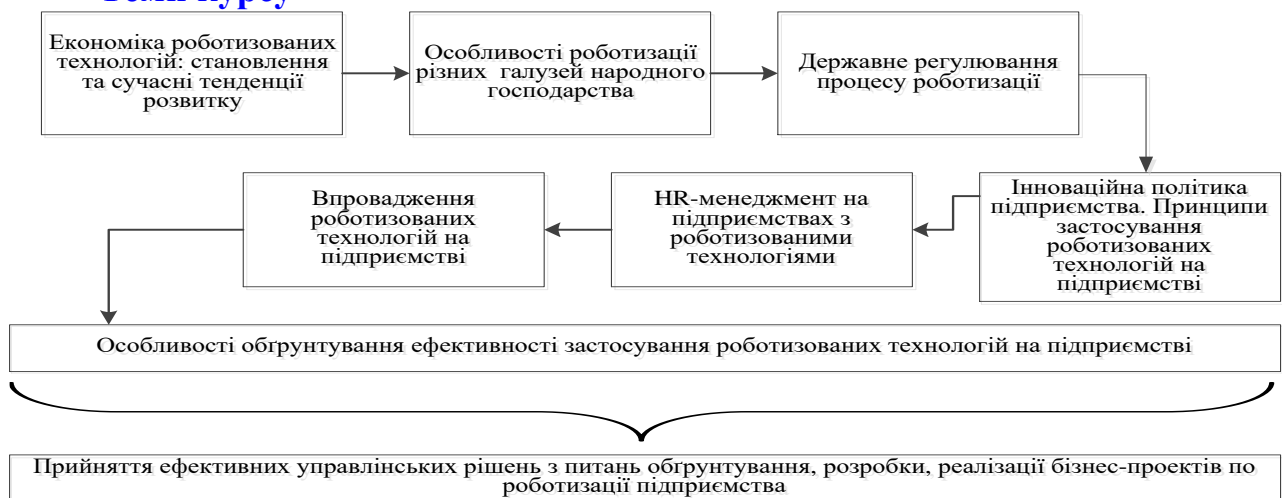 Економіка роботизованих
технологій: становлення
та сучасні тенденції
розвитку
Особливості роботизації
різних галузей народного
господарства
Державне регулювання
процесу роботизації
Впровадження
роботизованих
технологій на
підприємстві
HR-менеджмент на
підприємствах з
роботизованими
технологіями
Інноваційна політика
підприємства. Принципи
застосування
роботизованих
технологій на
підприємстві
Особливості обґрунтування ефективності застосування роботизованих технологій на підприємстві
Прийняття ефективних управлінських рішень з питань обґрунтування, розробки, реалізації бізнес-проектів по
роботизації підприємства